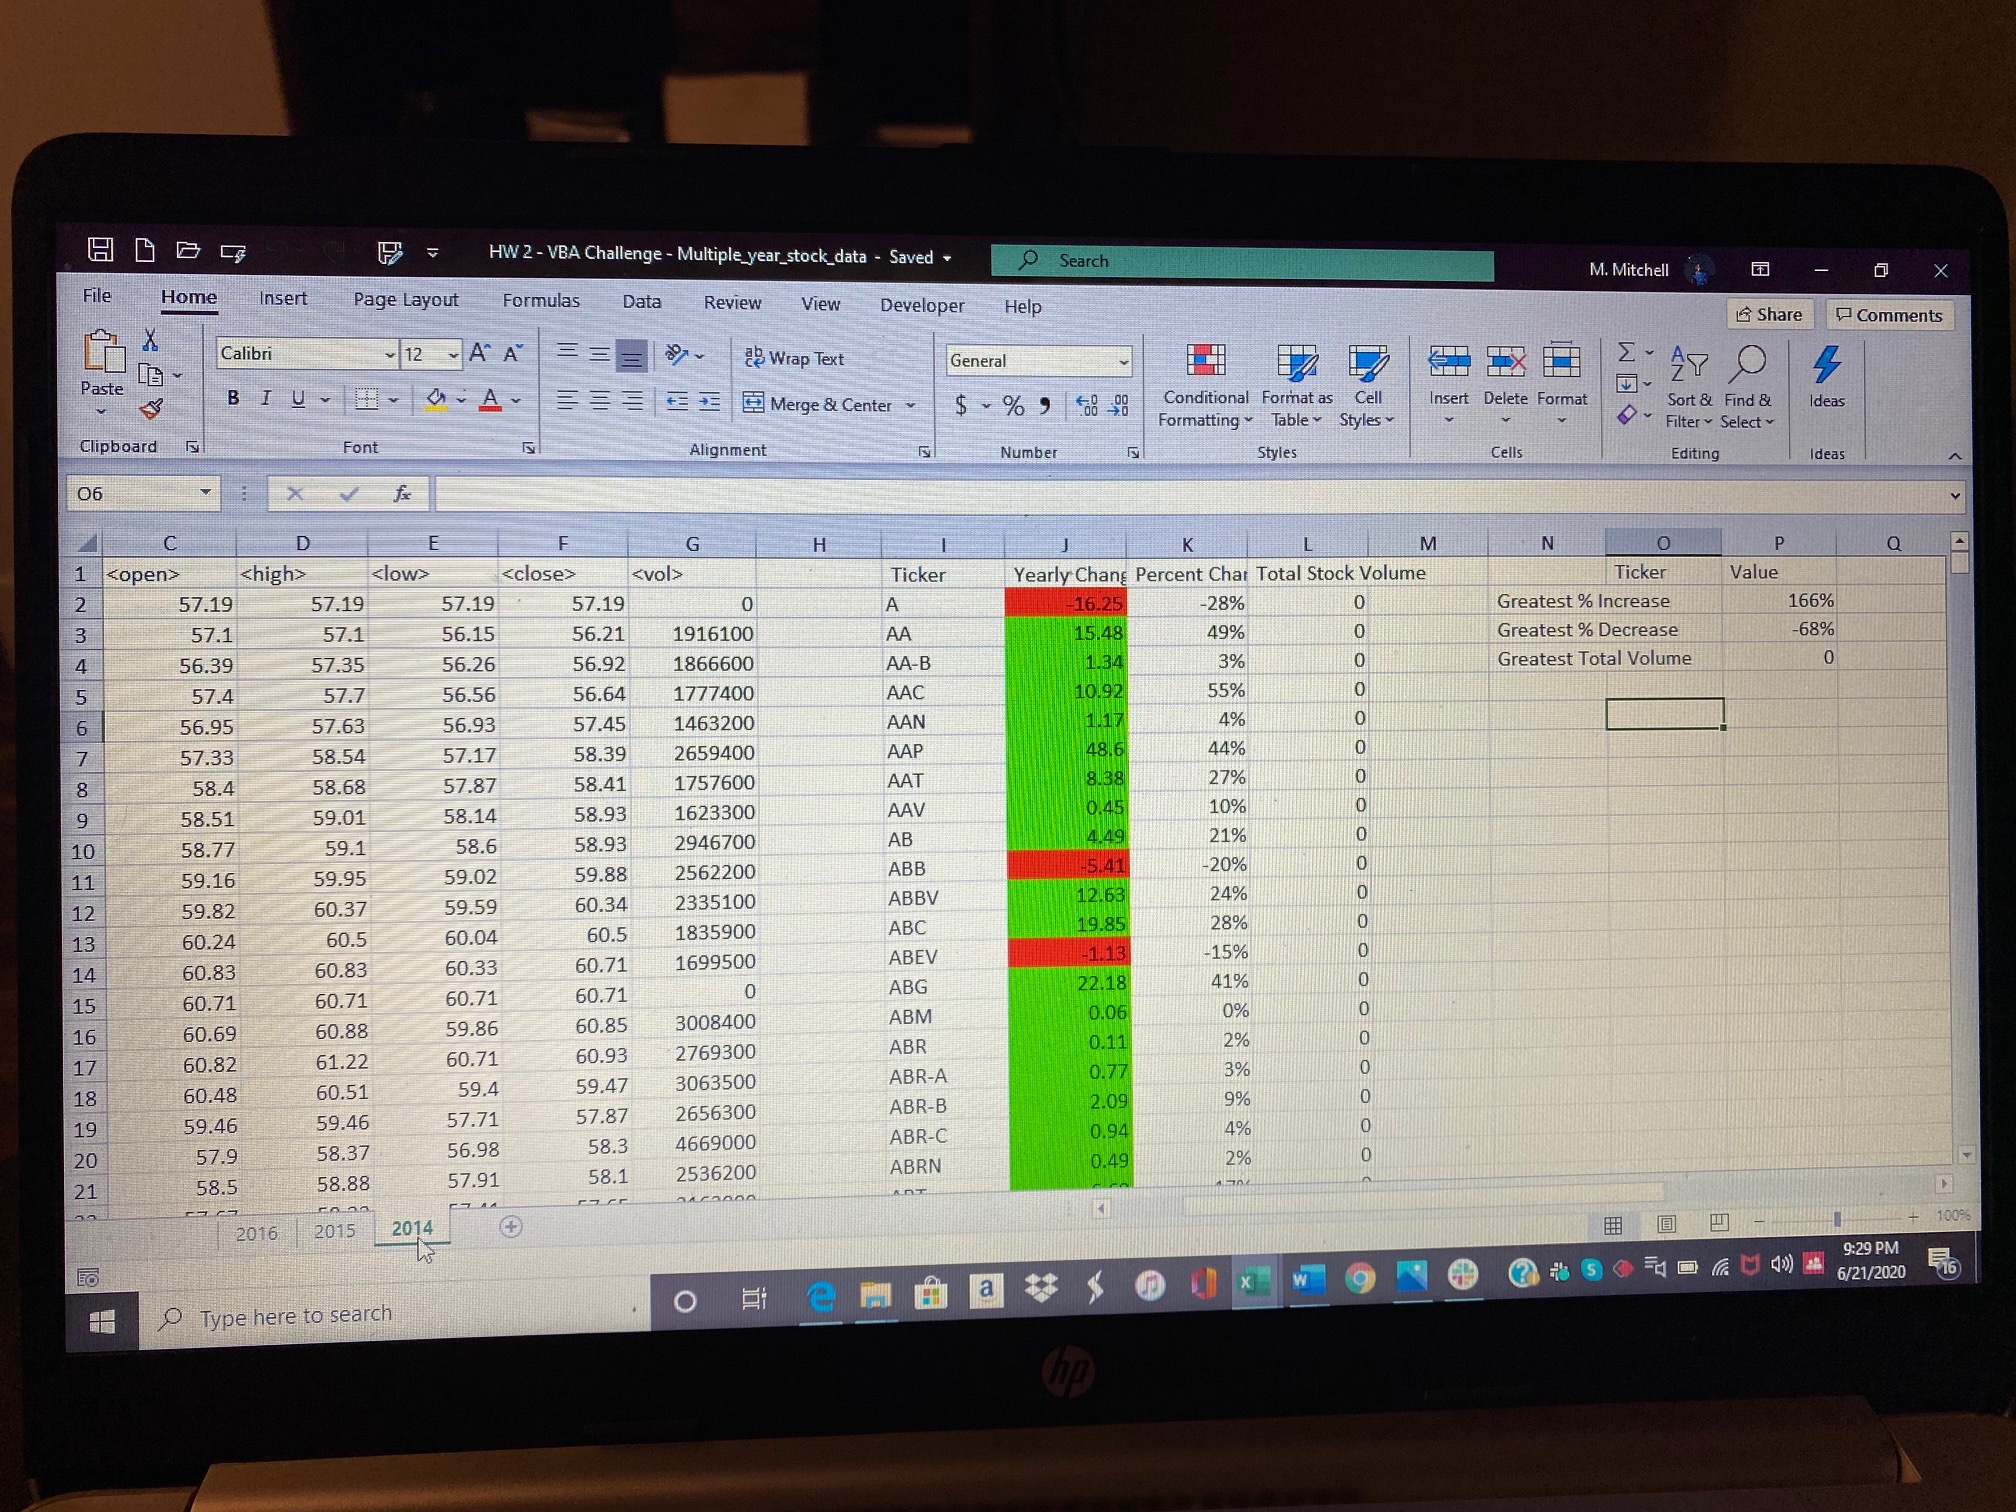 HW 2 - VBA Challenge - Multiple_year_stock_data - Saved
Search
M. Mitchell
File Home Insert Page Layout Formulas Data Review View Developer Help
Share Comments
Calibri 12 Wrap Text General
Paste B I U Merge & Center $ % Conditional Formatting Format as Table Cell Styles Insert Delete Format Sort & Filter Find & Select Ideas
Clipboard Font Alignment Number Styles Cells Editing Ideas
O6 fx
C D E F G H I J K L M N O P Q
1 <open> <high> <low> <close> <vol> Ticker Yearly Chang Percent Char Total Stock Volume Ticker Value
2 57.19 57.19 57.19 57.19 0 A -16.25 -28% 0 Greatest % Increase 166%
3 57.1 57.1 56.15 56.21 1916100 AA 15.48 49% 0 Greatest % Decrease -68%
4 56.39 57.35 56.26 56.92 1866600 AA-B 1.34 3% 0 Greatest Total Volume 0
5 57.4 57.7 56.56 56.64 1777400 AAC 10.92 55% 0
6 56.95 57.63 56.93 57.45 1463200 AAN 1.17 4% 0
7 57.33 58.54 57.17 58.39 2659400 AAP 48.6 44% 0
8 58.4 58.68 57.87 58.41 1757600 AAT 8.38 27% 0
9 58.51 59.01 58.14 58.93 1623300 AAV 0.45 10% 0
10 58.77 59.1 58.6 58.93 2946700 AB 4.49 21% 0
11 59.16 59.95 59.02 59.88 2562200 ABB -5.41 -20% 0
12 59.82 60.37 59.59 60.34 2335100 ABBV 12.63 24% 0
13 60.24 60.5 60.04 60.5 1835900 ABC 19.85 28% 0
14 60.83 60.83 60.33 60.71 1699500 ABEV -1.13 -15% 0
15 60.71 60.71 60.71 60.71 0 ABG 22.18 41% 0
16 60.69 60.88 59.86 60.85 3008400 ABM 0.06 0% 0
17 60.82 61.22 60.71 60.93 2769300 ABR 0.11 2% 0
18 60.48 60.51 59.4 59.47 3063500 ABR-A 0.77 3% 0
19 59.46 59.46 57.71 57.87 2656300 ABR-B 2.09 9% 0
20 57.9 58.37 56.98 58.3 4669000 ABR-C 0.94 4% 0
21 58.5 58.88 57.91 58.1 2536200 ABRN 0.49 2% 0
2016 2015 2014
100%
Type here to search
9:29 PM
6/21/2020
16
hp